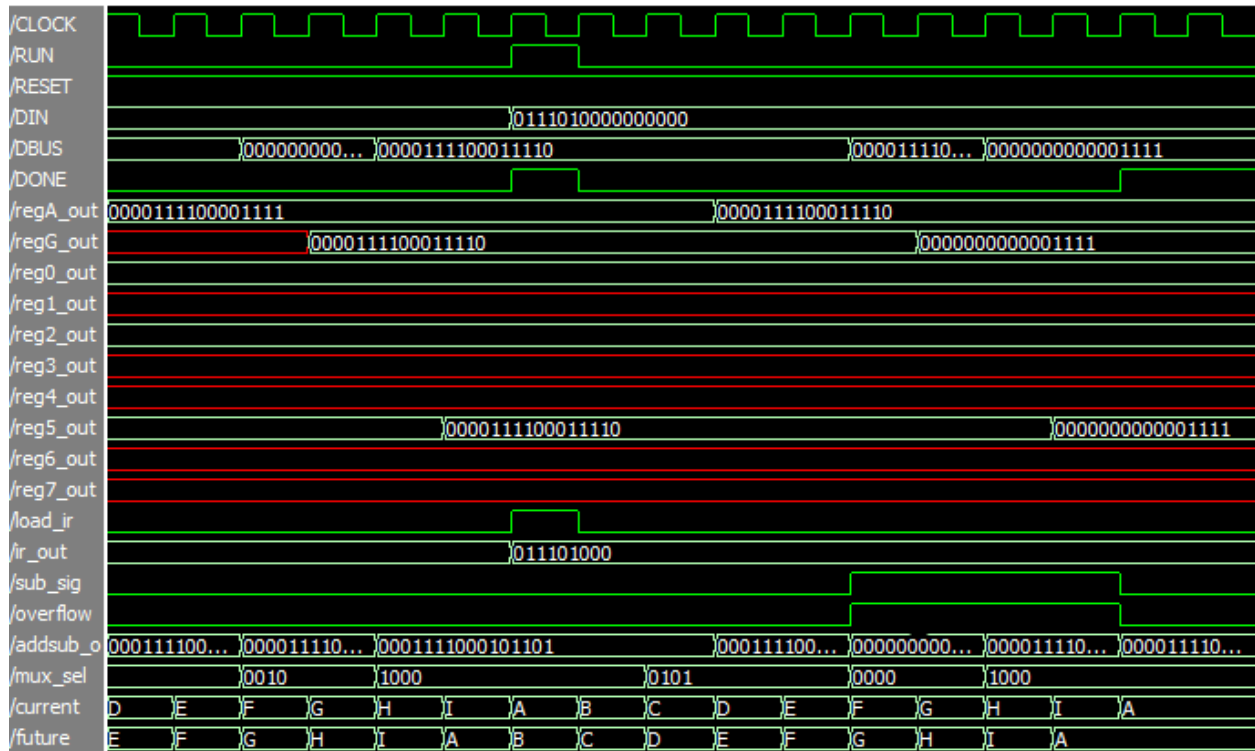 /CLOCK
/RUN
/RESET
/DIN 0111010000000000
/DBUS 000000000... 0000111100011110 000011110... 0000000000001111
/DONE
/regA_out 0000111100001111 0000111100011110
/regG_out 0000111100011110 0000000000001111
/reg0_out
/reg1_out
/reg2_out
/reg3_out
/reg4_out
/reg5_out 0000111100011110 0000000000001111
/reg6_out
/reg7_out
/load_ir
/ir_out 011101000
/sub_sig
/overflow
/addsub_o 000111100... 000011110... 0001111000101101 000111100... 000000000... 000011110... 000011110...
/mux_sel 0010 1000 0101 0000 1000
/current D E F G H I A B C D E F G H I A
/future E F G H I A B C D E F G H I A